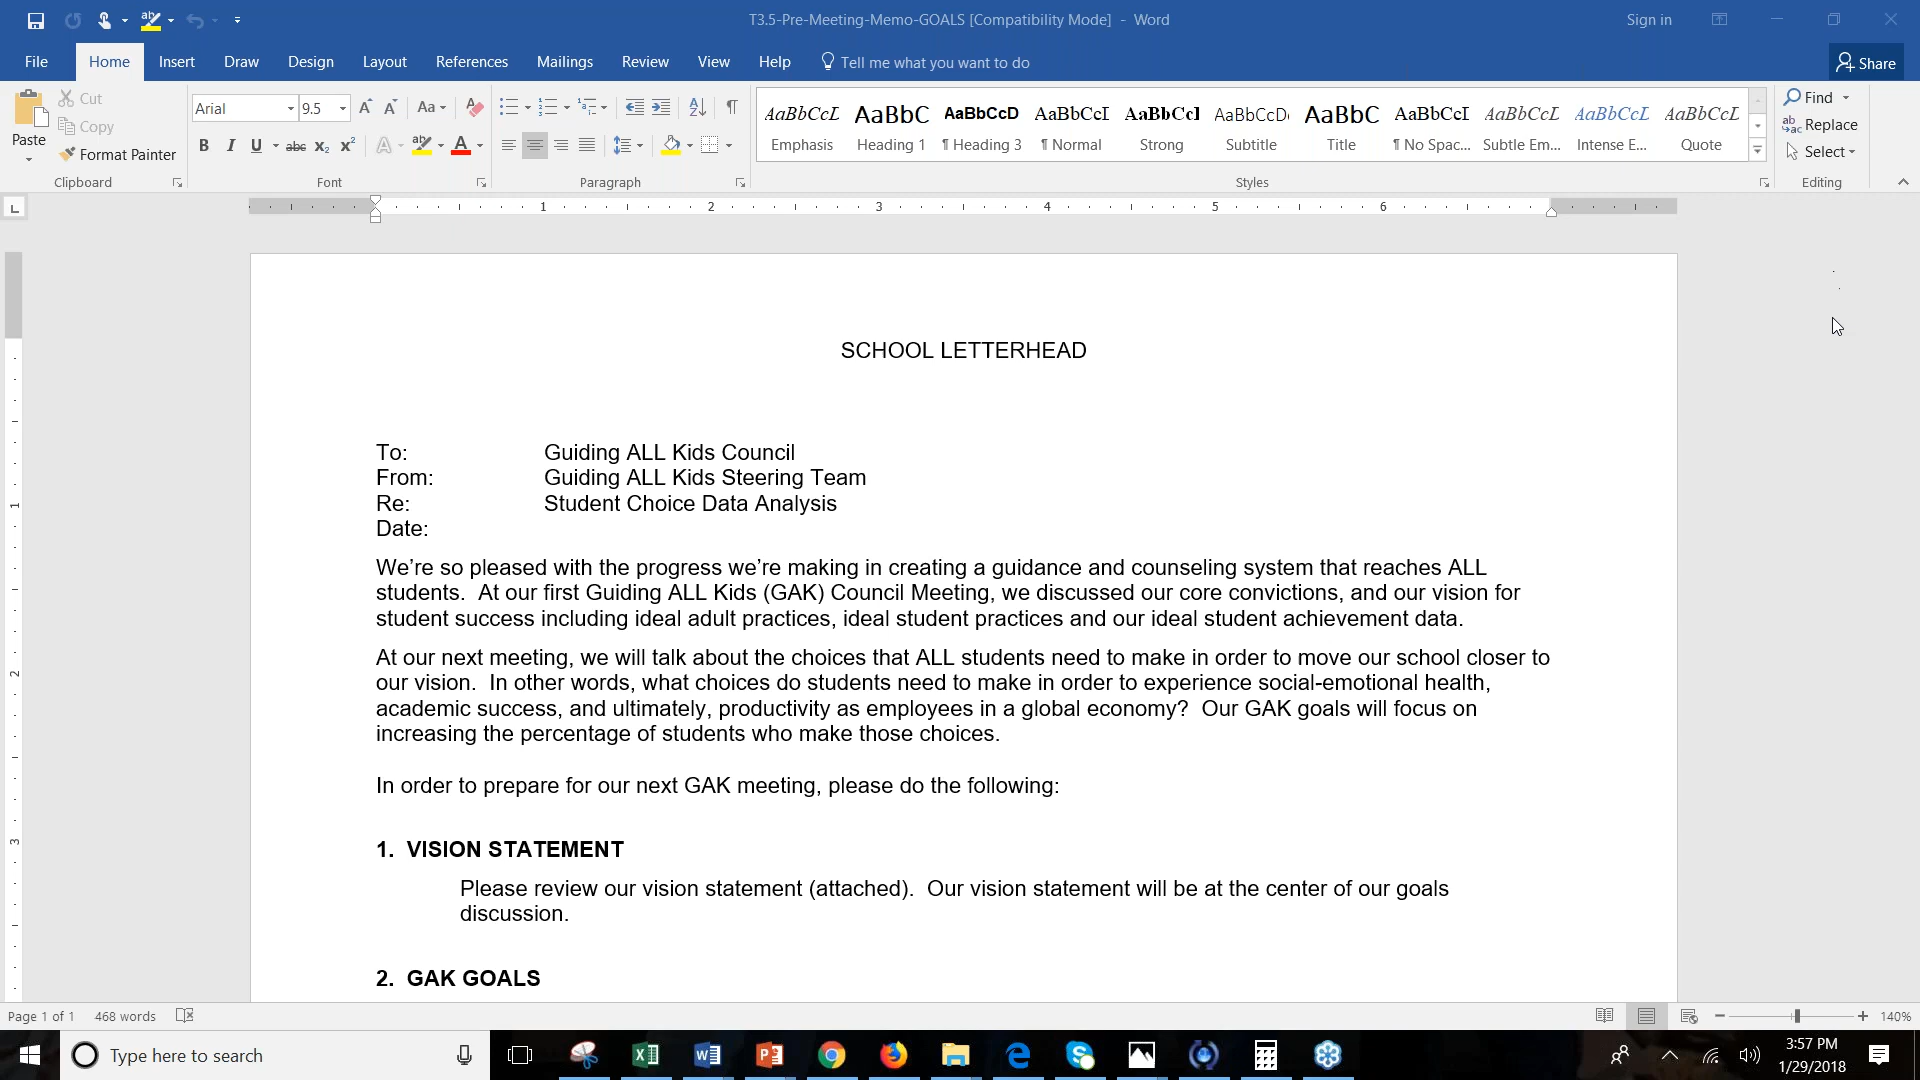 T3.5-Pre-Meeting-Memo-GOALS [Compatibility Mode] - Word
Sign in
File Home Insert Draw Design Layout References Mailings Review View Help Tell me what you want to do Share
Paste
Cut
Copy
Format Painter
Clipboard
Arial 9.5
Font
Paragraph
AaBbCcL AaBbC AaBbCcD AaBbCcI AaBbCcI AaBbCcD AaBbC AaBbCcI AaBbCcL AaBbCcL AaBbCcL
Emphasis Heading 1 ¶ Heading 3 ¶ Normal Strong Subtitle Title ¶ No Spac... Subtle Em... Intense E... Quote
Styles
Find
Replace
Select
Editing
1 2 3 4 5 6
SCHOOL LETTERHEAD
To: Guiding ALL Kids Council
From: Guiding ALL Kids Steering Team
Re: Student Choice Data Analysis
Date:
We're so pleased with the progress we're making in creating a guidance and counseling system that reaches ALL
students. At our first Guiding ALL Kids (GAK) Council Meeting, we discussed our core convictions, and our vision for
student success including ideal adult practices, ideal student practices and our ideal student achievement data.
At our next meeting, we will talk about the choices that ALL students need to make in order to move our school closer to
our vision. In other words, what choices do students need to make in order to experience social-emotional health,
academic success, and ultimately, productivity as employees in a global economy? Our GAK goals will focus on
increasing the percentage of students who make those choices.
In order to prepare for our next GAK meeting, please do the following:
1. VISION STATEMENT
Please review our vision statement (attached). Our vision statement will be at the center of our goals
discussion.
2. GAK GOALS
1
2
3
Page 1 of 1 468 words
140%
Type here to search
3:57 PM
1/29/2018